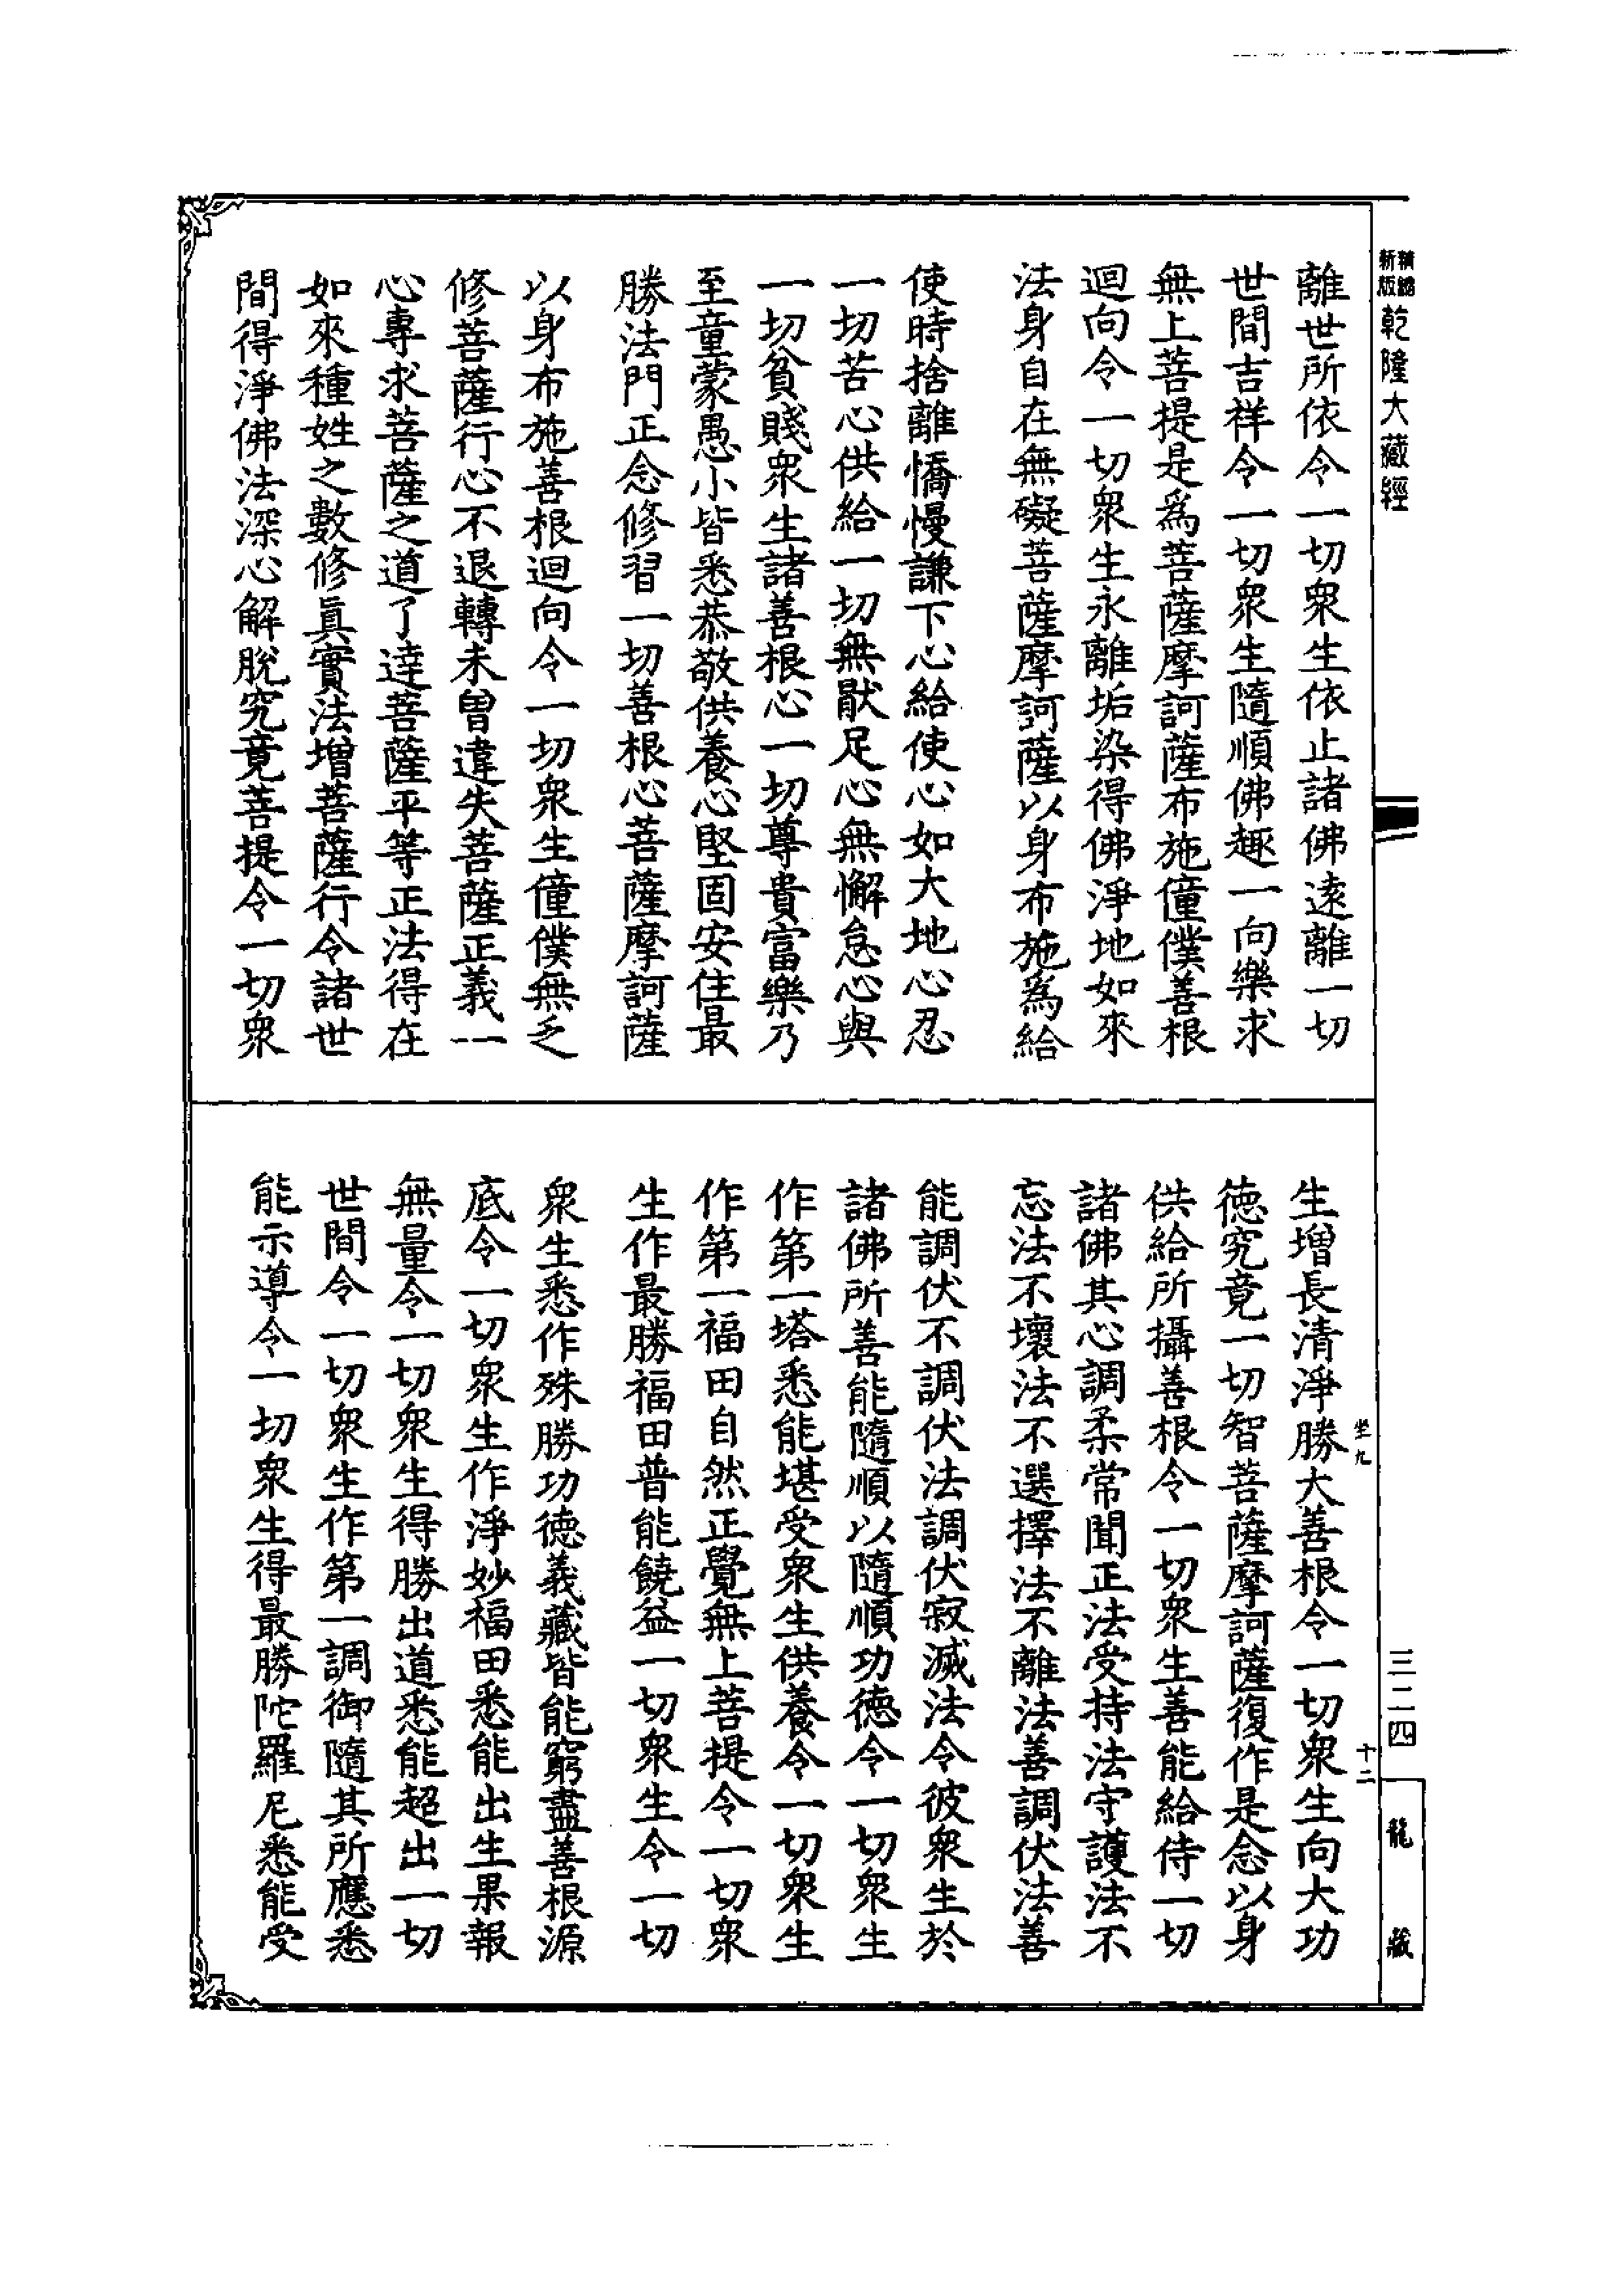 新版精縮乾隆大藏經
離世所依令一切衆生依止諸佛遠離一切
世間吉祥令一切衆生隨順佛趣一向樂求
無上菩提是爲菩薩摩訶薩布施僮僕善根
迴向令一切衆生永離垢染得佛淨地如來
法身自在無礙菩薩摩訶薩以身布施爲給
使時捨離憍慢謙下心給使心如大地心忍
一切苦心供給一切無猒足心無懈怠心與
一切貧賤衆生諸善根心一切尊貴富樂乃
至童蒙愚小皆悉恭敬供養心堅固安住最
勝法門正念修習一切善根心菩薩摩訶薩
以身布施善根迴向令一切衆生僮僕無乏
修菩薩行心不退轉未曽違失菩薩正義一
心專求菩薩之道了達菩薩平等正法得在
如來種姓之數修眞實法增菩薩行令諸世
間得淨佛法深心解脫究竟菩提令一切衆
生增長清淨勝大善根令一切衆生向大功
德究竟一切智菩薩摩訶薩復作是念以身
供給所攝善根令一切衆生善能給侍一切
諸佛其心調柔常聞正法受持法守護法不
忘法不壞法不選擇法不離法善調伏法善
能調伏不調伏法調伏寂滅法令彼衆生於
諸佛所善能隨順以隨順功德令一切衆生
作第一塔悉能堪受衆生供養令一切衆生
作第一福田自然正覺無上菩提令一切衆
生作最勝福田普能饒益一切衆生令一切
衆生悉作殊勝功德義藏皆能窮盡善根源
底令一切衆生作淨妙福田悉能出生果報
無量令一切衆生得勝出道悉能超出一切
世間令一切衆生作第一調御隨其所應悉
能示導令一切衆生得最勝陀羅尼悉能受
坐九
十二
三二四
龍藏